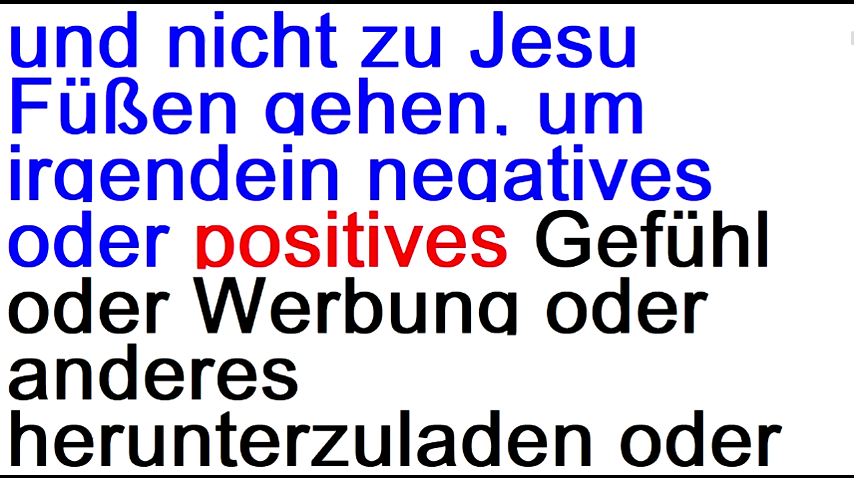 und nicht zu Jesu
Füßen gehen, um
irgendein negatives
oder positives Gefühl
oder Werbung oder
anderes
herunterzuladen oder